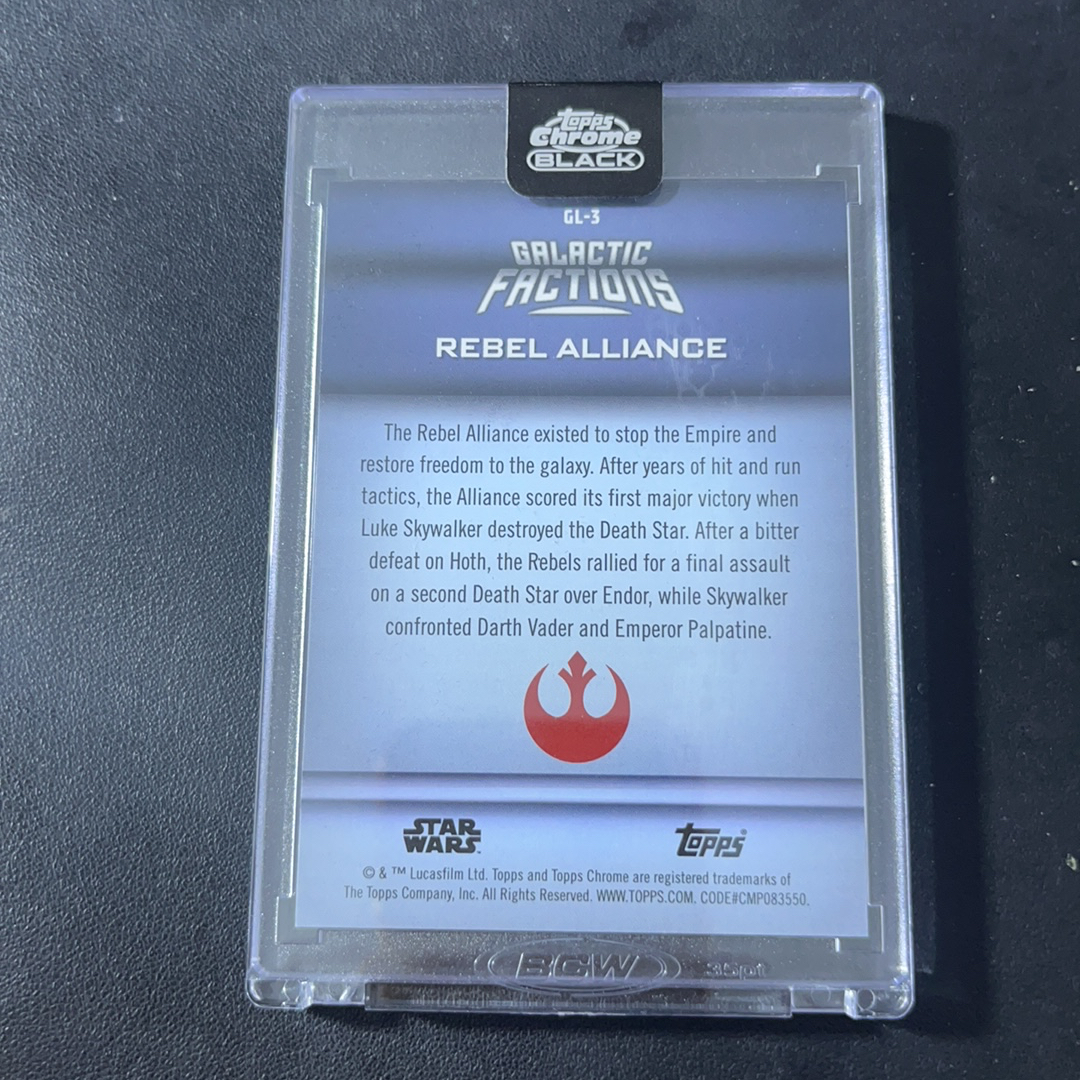 Topps
Chrome
BLACK
GL-3
GALACTIC
FACTIONS
REBEL ALLIANCE
The Rebel Alliance existed to stop the Empire and
restore freedom to the galaxy. After years of hit and run
tactics, the Alliance scored its first major victory when
Luke Skywalker destroyed the Death Star. After a bitter
defeat on Hoth, the Rebels rallied for a final assault
on a second Death Star over Endor, while Skywalker
confronted Darth Vader and Emperor Palpatine.
STAR
WARS
Topps®
© & ™ Lucasfilm Ltd. Topps and Topps Chrome are registered trademarks of
The Topps Company, Inc. All Rights Reserved. WWW.TOPPS.COM. CODE#CMP083550.
BCW 35pt